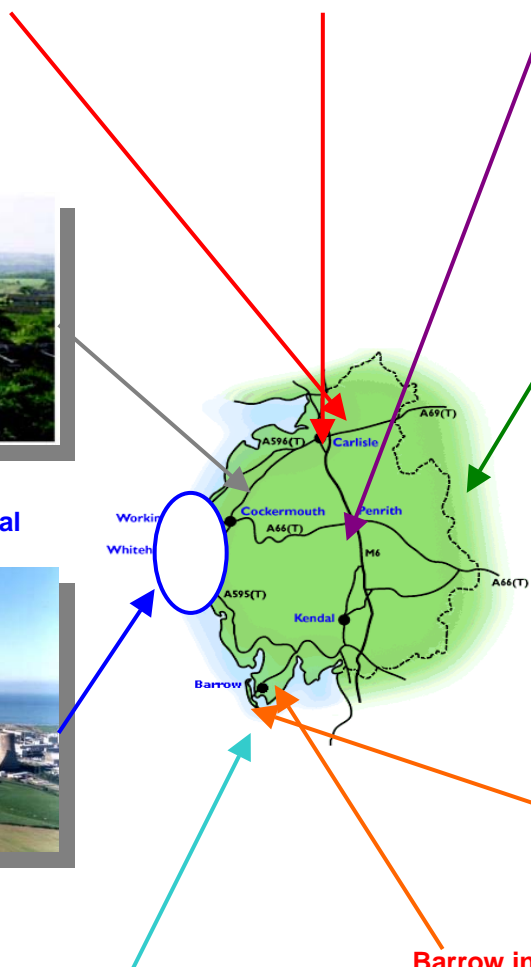 A69(T)
A596(T)
Carlisle
al
Cockermouth
Penrith
Workin
A66(T)
Whiteh
M6
A66(T)
A595(T)
Kendal
Barrow
Barrow in